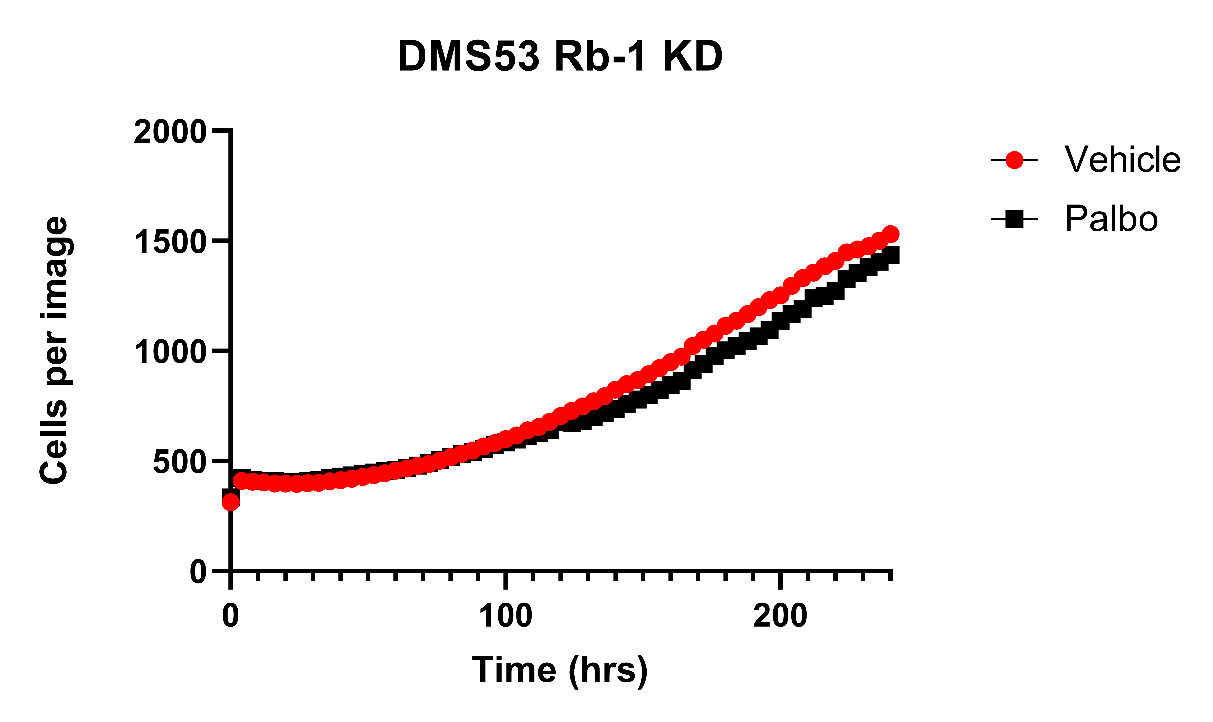 DMS53 Rb-1 KD
2000
1500
1000
500
0
Cells per image
0 100 200
Time (hrs)
Vehicle
Palbo